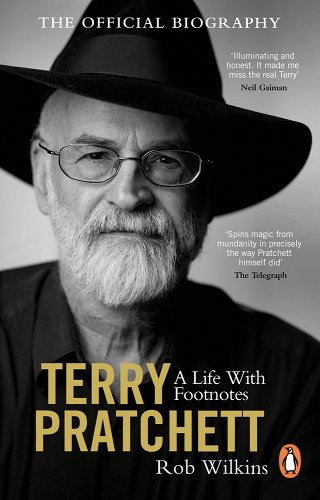 THE OFFICIAL BIOGRAPHY
'Illuminating and
honest. It made me
miss the real Terry'
Neil Gaiman
'Spins magic from
mundanity in precisely
the way Pratchett
himself did'
The Telegraph
TERRY
A Life With
Footnotes
PRATCHETT
Rob Wilkins